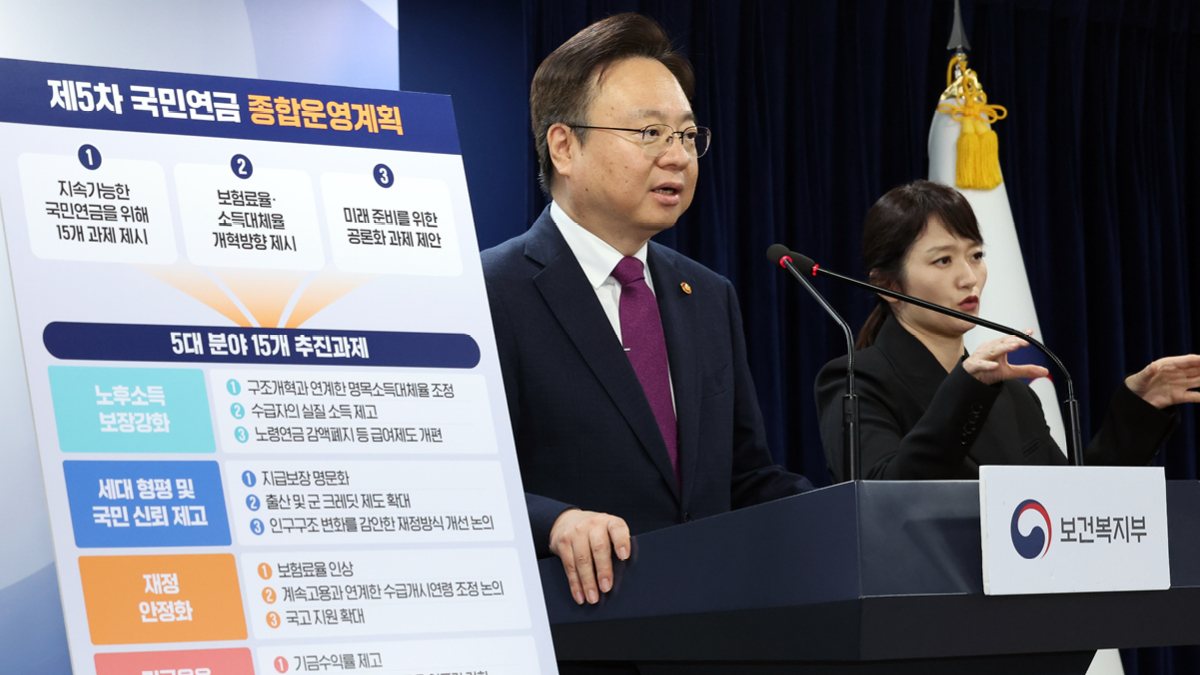 제5차 국민연금 종합운영계획
1
지속가능한
국민연금을 위해
15개 과제 제시
2
보험료율·
소득대체율
개혁방향 제시
3
미래 준비를 위한
공론화 과제 제안
5대 분야 15개 추진과제
노후소득
보장강화
1 구조개혁과 연계한 명목소득대체율 조정
2 수급자의 실질 소득 제고
3 노령연금 감액폐지 등 급여제도 개편
세대 형평 및
국민 신뢰 제고
1 지급보장 명문화
2 출산 및 군 크레딧 제도 확대
3 인구구조 변화를 감안한 재정방식 개선 논의
재정
안정화
1 보험료율 인상
2 계속고용과 연계한 수급개시연령 조정 논의
3 국고 지원 확대
1 기금수익률 제고
보건복지부